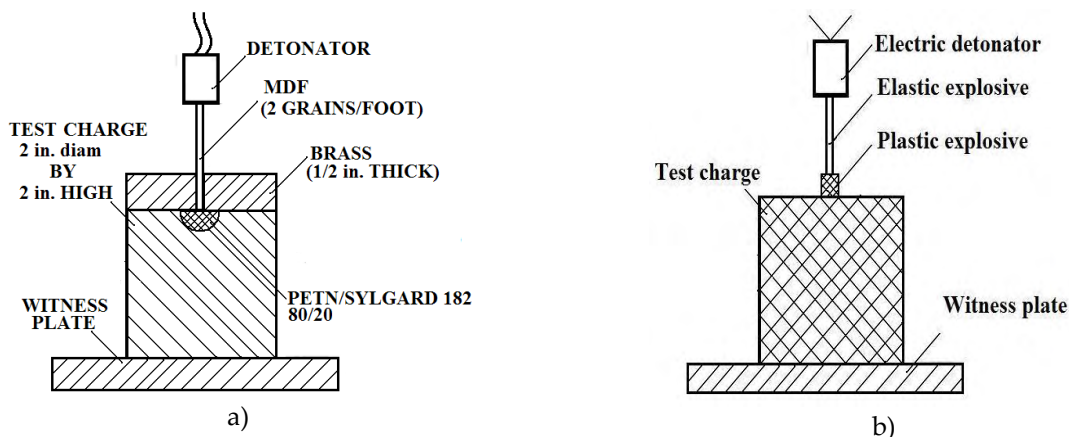 DETONATOR
MDF
(2 GRAINS/FOOT)
TEST CHARGE
2 in. diam
BY
2 in. HIGH
BRASS
(1/2 in. THICK)
PETN/SYLGARD 182
80/20
WITNESS
PLATE
a)
Electric detonator
Elastic explosive
Plastic explosive
Test charge
Witness plate
b)